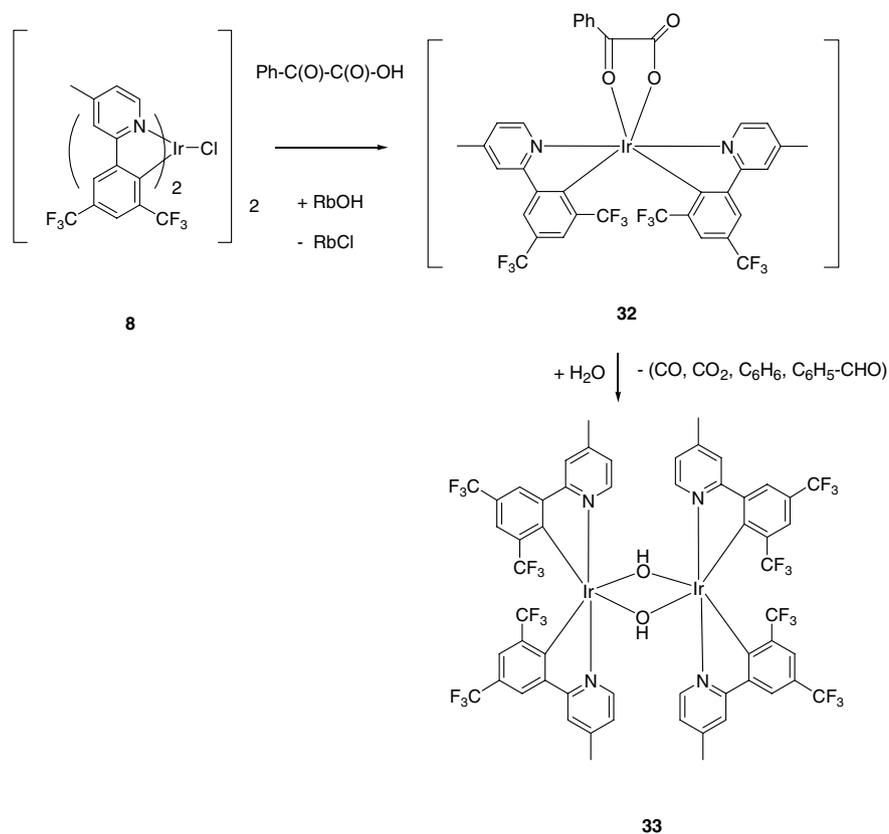 Ph-C(O)-C(O)-OH
N
Ir Cl
2
F3C CF3
2
+ RbOH
- RbCl
8
Ph O
O O
N Ir N
CF3 F3C
F3C CF3
32
+ H2O - (CO, CO2, C6H6, C6H5-CHO)
F3C N N CF3
CF3 CF3
H
O
Ir Ir
O
H
CF3 CF3
F3C N N CF3
33